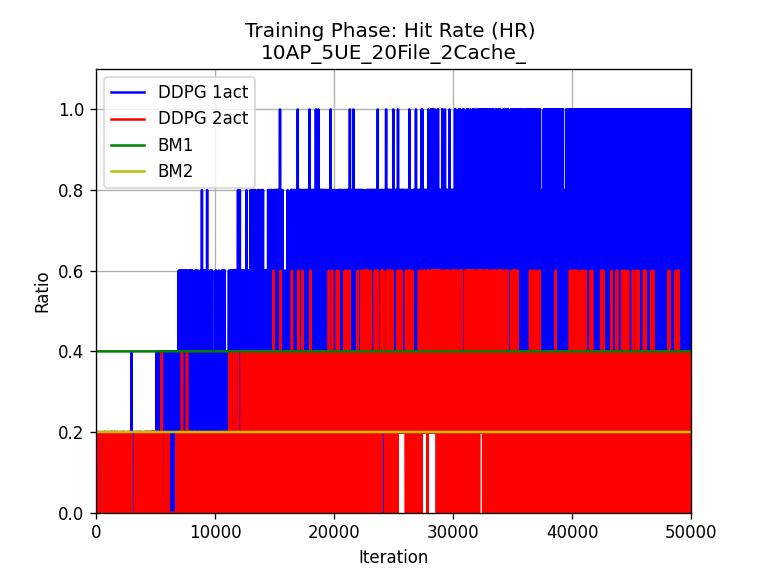 Training Phase: Hit Rate (HR)
10AP_5UE_20File_2Cache_
DDPG 1act
DDPG 2act
BM1
BM2
1.0
0.8
0.6
0.4
0.2
0.0
Ratio
0 10000 20000 30000 40000 50000
Iteration